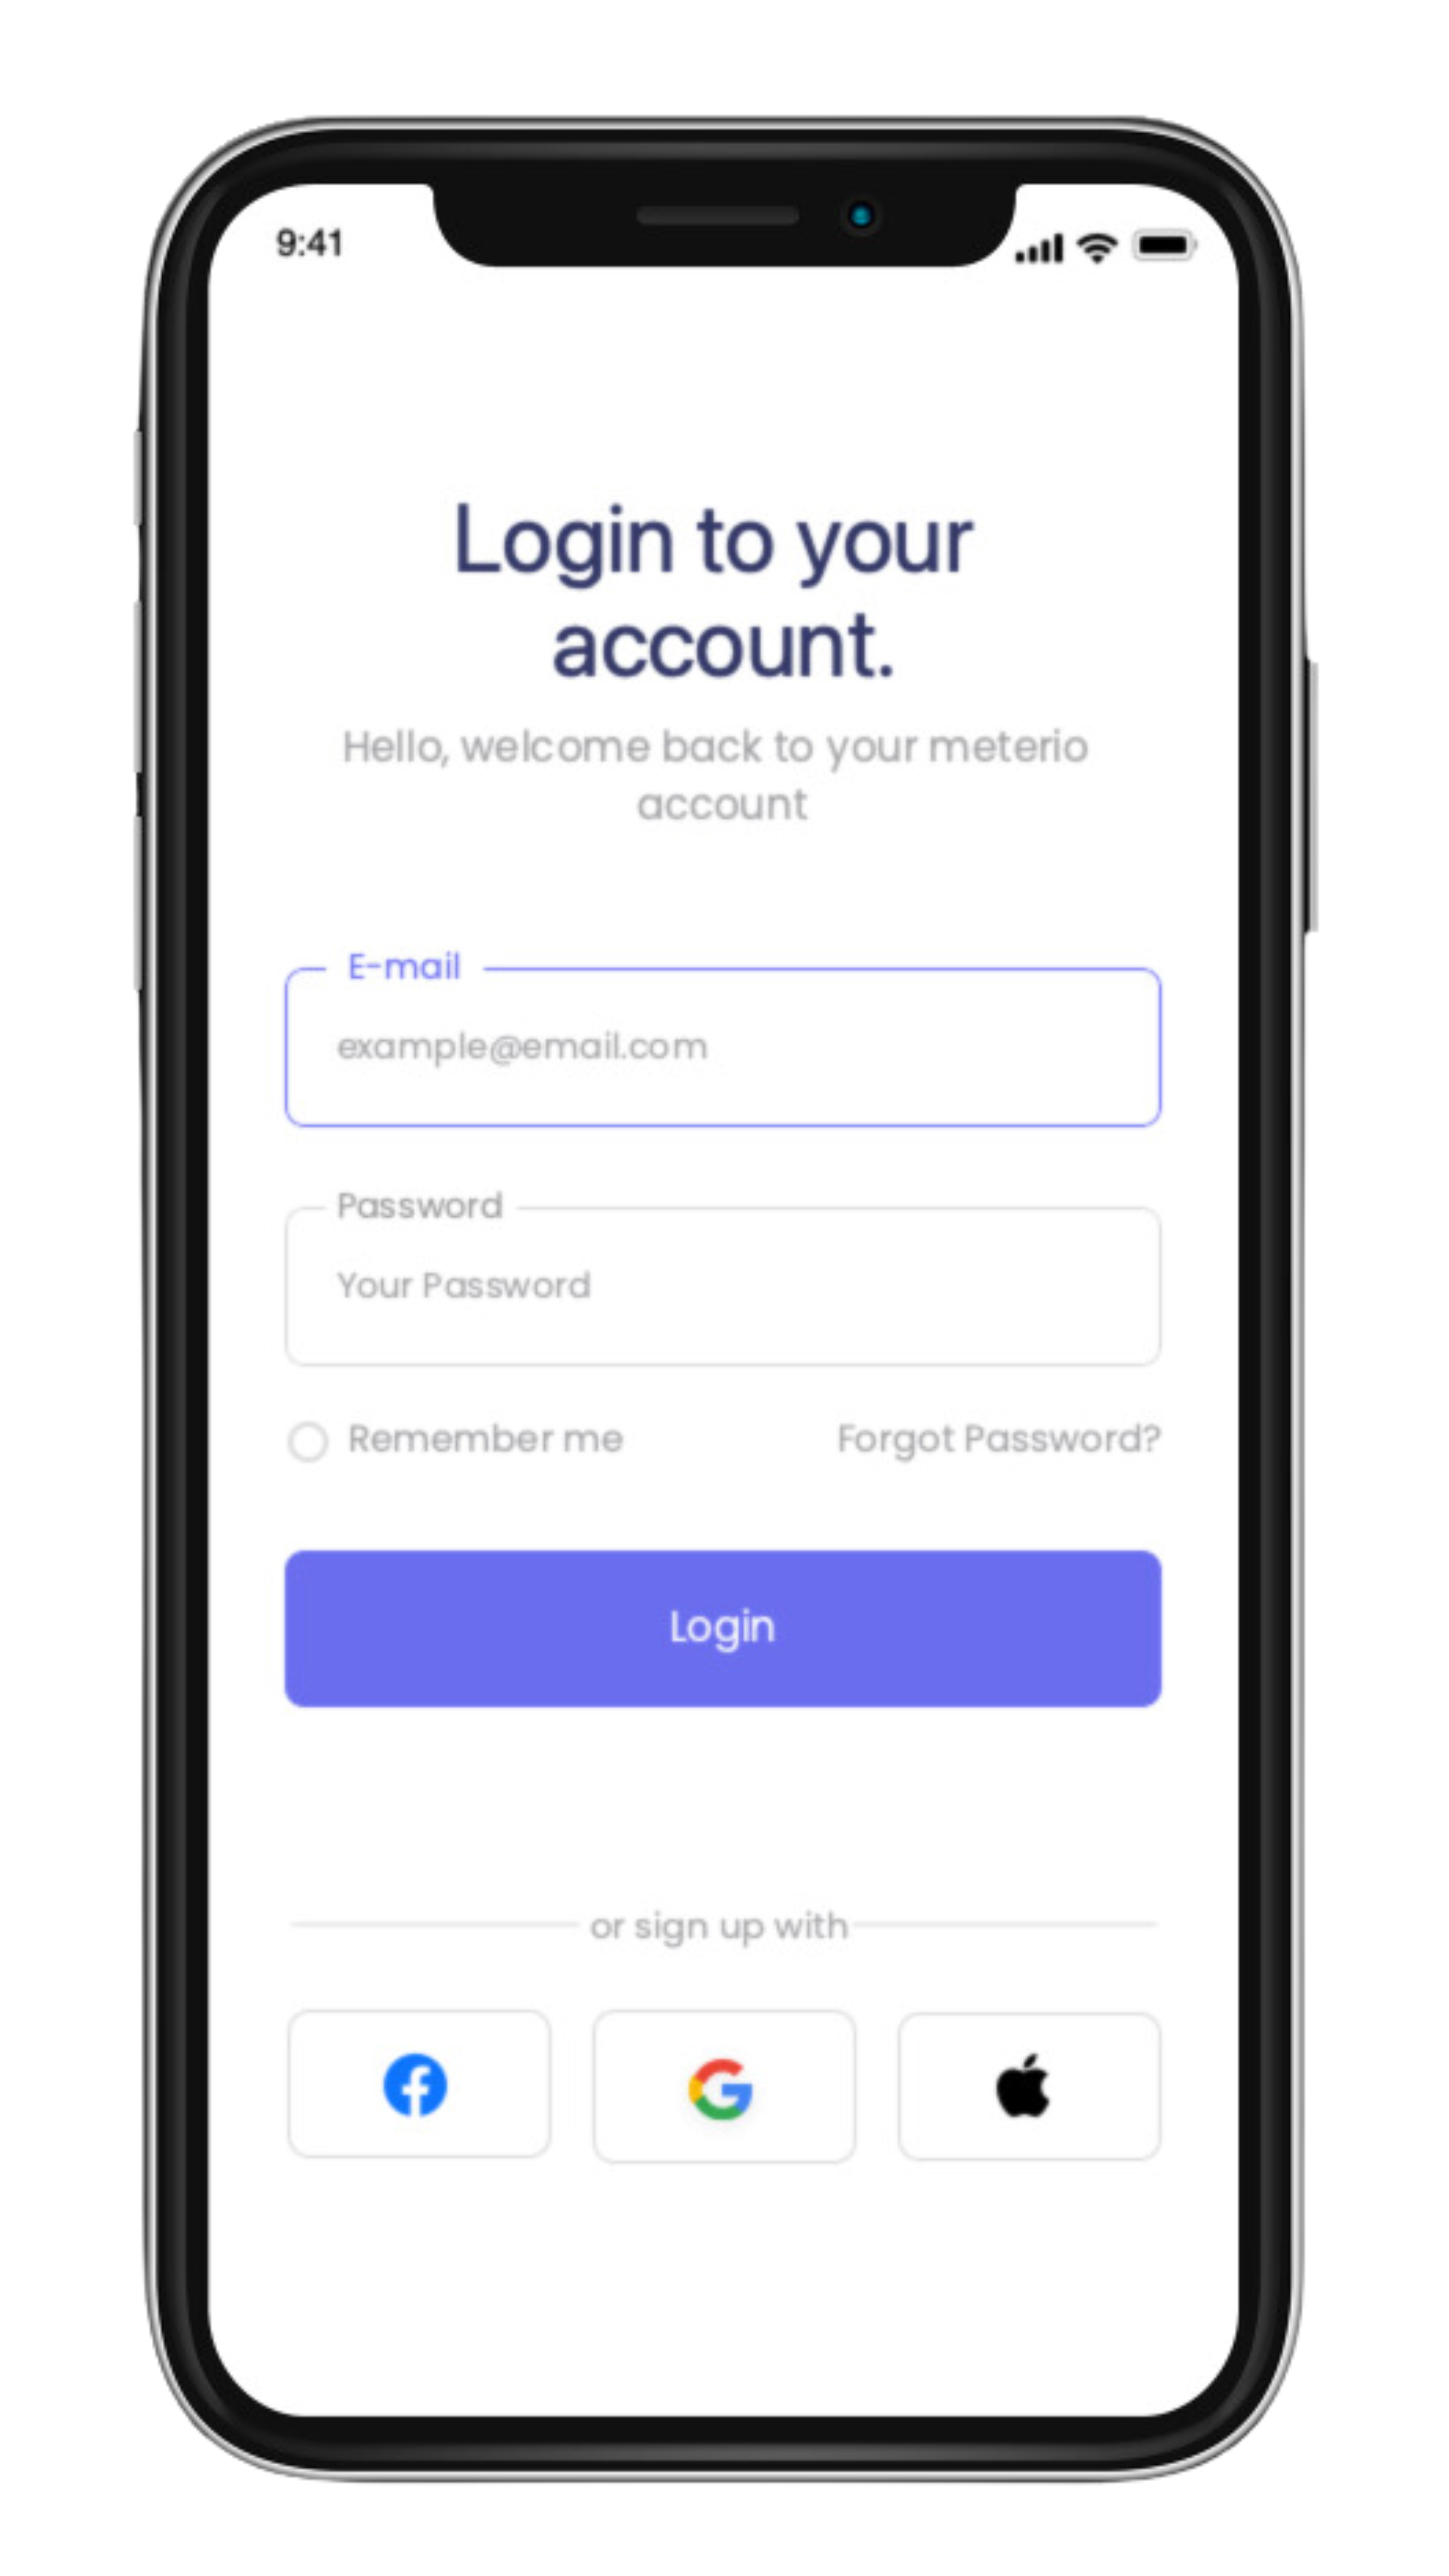 9:41
Login to your
account.
Hello, welcome back to your meterio
account
E-mail
example@email.com
Password
Your Password
Remember me
Forgot Password?
Login
or sign up with